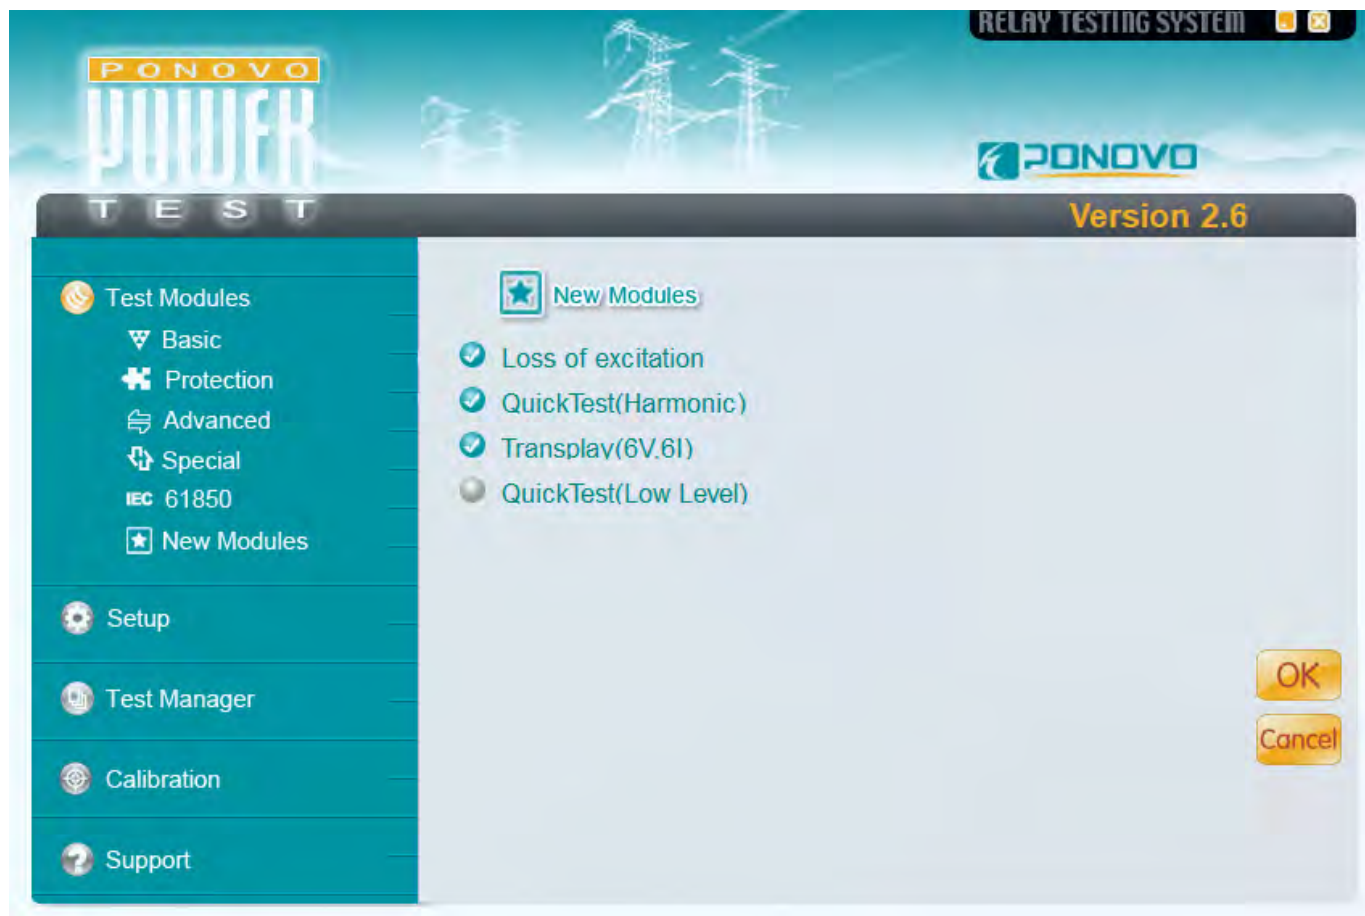 RELAY TESTING SYSTEM
PONOVO
POWER
TEST
PONOVO
Version 2.6
Test Modules
Basic
Protection
Advanced
Special
IEC 61850
New Modules
Setup
Test Manager
Calibration
Support
New Modules
Loss of excitation
QuickTest(Harmonic)
Transplay(6V,6I)
QuickTest(Low Level)
OK
Cancel